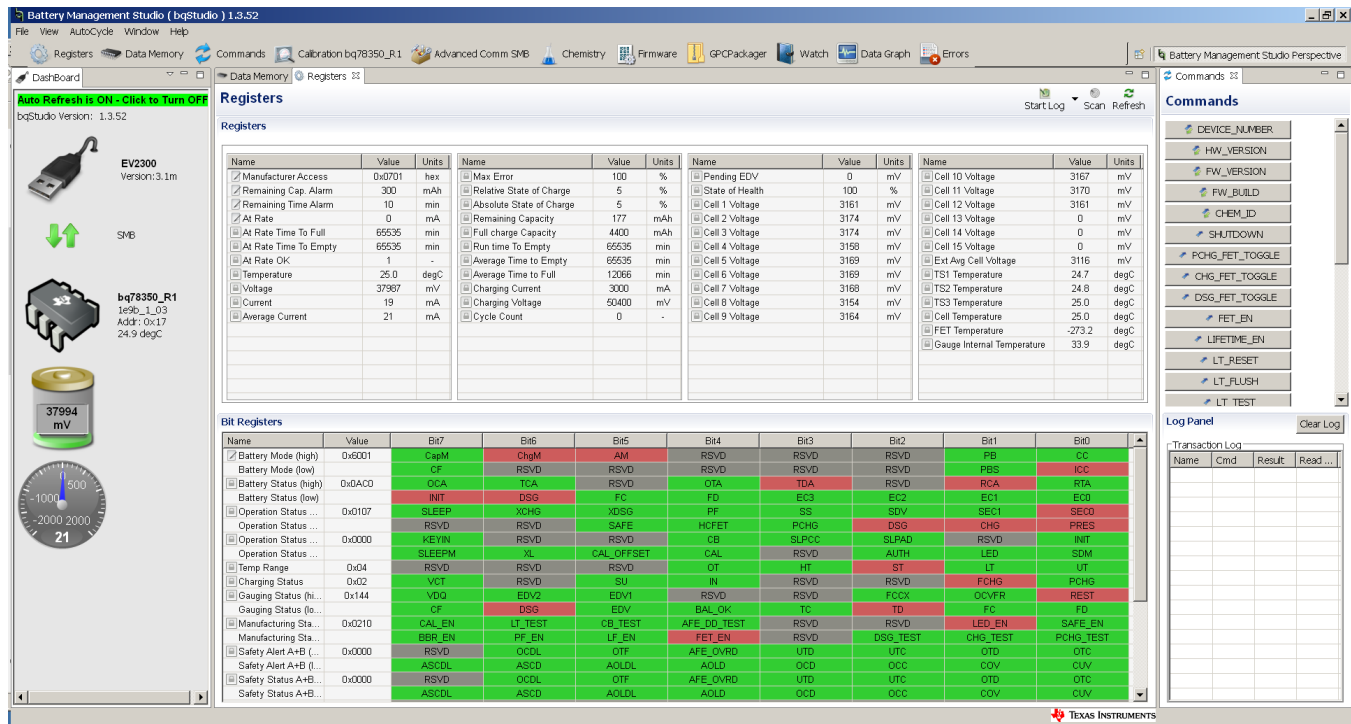 Battery Management Studio ( bqStudio ) 1.3.52
File View AutoCycle Window Help
Registers Data Memory Commands Calibration bq78350_R1 Advanced Comm SMB Chemistry Firmware GPCPackager Watch Data Graph Errors Battery Management Studio Perspective
DashBoard
Auto Refresh is ON - Click to Turn OFF
bqStudio Version: 1.3.52
EV2300
Version:3.1m
SMB
bq78350_R1
1e9b_1_03
Addr: 0x17
24.9 degC
37994
mV
500
-1000
-2000 2000
21
Data Memory Registers
Registers
Start Log Scan Refresh
Registers
Name Value Units Name Value Units Name Value Units Name Value Units
Manufacturer Access 0x0701 hex Max Error 100 % Pending EDV 0 mV Cell 10 Voltage 3167 mV
Remaining Cap. Alarm 300 mAh Relative State of Charge 5 % State of Health 100 % Cell 11 Voltage 3170 mV
Remaining Time Alarm 10 min Absolute State of Charge 5 % Cell 1 Voltage 3161 mV Cell 12 Voltage 3161 mV
At Rate 0 mA Remaining Capacity 177 mAh Cell 2 Voltage 3174 mV Cell 13 Voltage 0 mV
At Rate Time To Full 65535 min Full charge Capacity 4400 mAh Cell 3 Voltage 3174 mV Cell 14 Voltage 0 mV
At Rate Time To Empty 65535 min Run time To Empty 65535 min Cell 4 Voltage 3158 mV Cell 15 Voltage 0 mV
At Rate OK 1 - Average Time to Empty 65535 min Cell 5 Voltage 3169 mV Ext Avg Cell Voltage 3116 mV
Temperature 25.0 degC Average Time to Full 12066 min Cell 6 Voltage 3169 mV TS1 Temperature 24.7 degC
Voltage 37987 mV Charging Current 3000 mA Cell 7 Voltage 3168 mV TS2 Temperature 24.8 degC
Current 19 mA Charging Voltage 50400 mV Cell 8 Voltage 3154 mV TS3 Temperature 25.0 degC
Average Current 21 mA Cycle Count 0 - Cell 9 Voltage 3164 mV Cell Temperature 25.0 degC
FET Temperature -273.2 degC
Gauge Internal Temperature 33.9 degC
Bit Registers
Name Value Bit7 Bit6 Bit5 Bit4 Bit3 Bit2 Bit1 Bit0
Battery Mode (high) 0x6001 CapM ChgM AM RSVD RSVD RSVD PB CC
Battery Mode (low) CF RSVD RSVD RSVD RSVD RSVD PBS ICC
Battery Status (high) 0x0AC0 OCA TCA RSVD OTA TDA RSVD RCA RTA
Battery Status (low) INIT DSG FC FD EC3 EC2 EC1 EC0
Operation Status ... 0x0107 SLEEP XCHG XDSG PF SS SDV SEC1 SEC0
Operation Status ... RSVD RSVD SAFE HCFET PCHG DSG CHG PRES
Operation Status ... 0x0000 KEYIN RSVD RSVD CB SLPCC SLPAD RSVD INIT
Operation Status ... SLEEPM XL CAL_OFFSET CAL RSVD AUTH LED SDM
Temp Range 0x04 RSVD RSVD RSVD OT HT ST LT UT
Charging Status 0x02 VCT RSVD SU IN RSVD RSVD FCHG PCHG
Gauging Status (hi... 0x144 VDQ EDV2 EDV1 RSVD RSVD FCCX OCVFR REST
Gauging Status (lo... CF DSG EDV BAL_OK TC TD FC FD
Manufacturing Sta... 0x0210 CAL_EN LT_TEST CB_TEST AFE_DD_TEST RSVD RSVD LED_EN SAFE_EN
Manufacturing Sta... BBR_EN PF_EN LF_EN FET_EN RSVD DSG_TEST CHG_TEST PCHG_TEST
Safety Alert A+B (... 0x0000 RSVD OCDL OTF AFE_OVRD UTD UTC OTD OTC
Safety Alert A+B (l... ASCDL ASCD AOLDL AOLD OCD OCC COV CUV
Safety Status A+B... 0x0000 RSVD OCDL OTF AFE_OVRD UTD UTC OTD OTC
Safety Status A+B... ASCDL ASCD AOLDL AOLD OCD OCC COV CUV
Commands
Commands
DEVICE_NUMBER
HW_VERSION
FW_VERSION
FW_BUILD
CHEM_ID
SHUTDOWN
PCHG_FET_TOGGLE
CHG_FET_TOGGLE
DSG_FET_TOGGLE
FET_EN
LIFETIME_EN
LT_RESET
LT_FLUSH
LT TEST
Log Panel Clear Log
Transaction Log
Name Cmd Result Read ...
TEXAS INSTRUMENTS